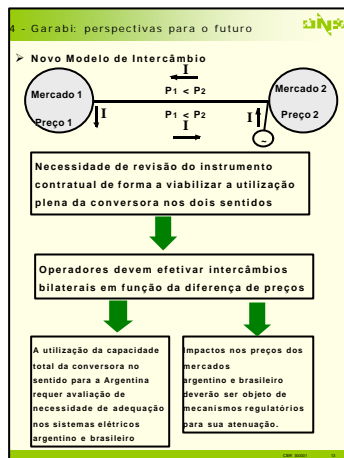 4 - Garabi: perspectivas para o futuro
ONS
➢ Novo Modelo de Intercâmbio
I
P1 < P2
Mercado 1
Preço 1
Mercado 2
Preço 2
I
P1 < P2
I
I
~
Necessidade de revisão do instrumento
contratual de forma a viabilizar a utilização
plena da conversora nos dois sentidos
Operadores devem efetivar intercâmbios
bilaterais em função da diferença de preços
A utilização da capacidade
total da conversora no
sentido para a Argentina
requer avaliação de
necessidade de adequação
nos sistemas elétricos
argentino e brasileiro
Impactos nos preços dos
mercados
argentino e brasileiro
deverão ser objeto de
mecanismos regulatórios
para sua atenuação.